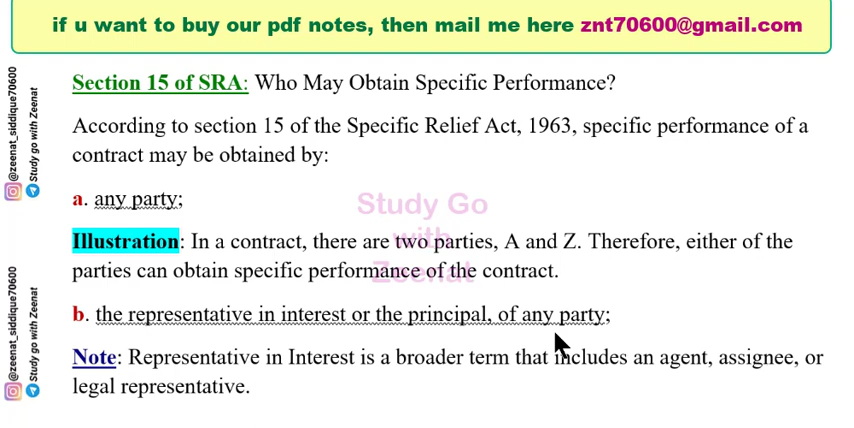 if u want to buy our pdf notes, then mail me here znt70600@gmail.com
Section 15 of SRA: Who May Obtain Specific Performance?
According to section 15 of the Specific Relief Act, 1963, specific performance of a
contract may be obtained by:
a. any party;
Illustration: In a contract, there are two parties, A and Z. Therefore, either of the
parties can obtain specific performance of the contract.
b. the representative in interest or the principal, of any party;
Note: Representative in Interest is a broader term that includes an agent, assignee, or
legal representative.
Study Go
with
Zeenat
@zeenat_siddique70600
Study go with Zeenat
@zeenat_siddique70600
Study go with Zeenat